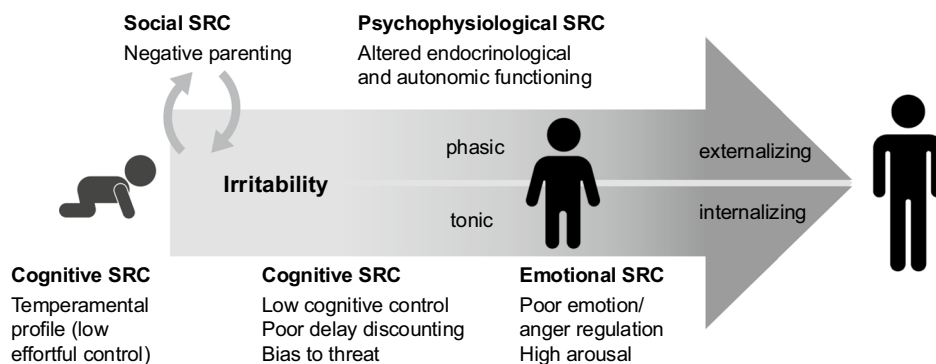 Social SRC
Negative parenting
Psychophysiological SRC
Altered endocrinological
and autonomic functioning
phasic
externalizing
Irritability
tonic
internalizing
Cognitive SRC
Temperamental
profile (low
effortful control)
Cognitive SRC
Low cognitive control
Poor delay discounting
Bias to threat
Emotional SRC
Poor emotion/
anger regulation
High arousal